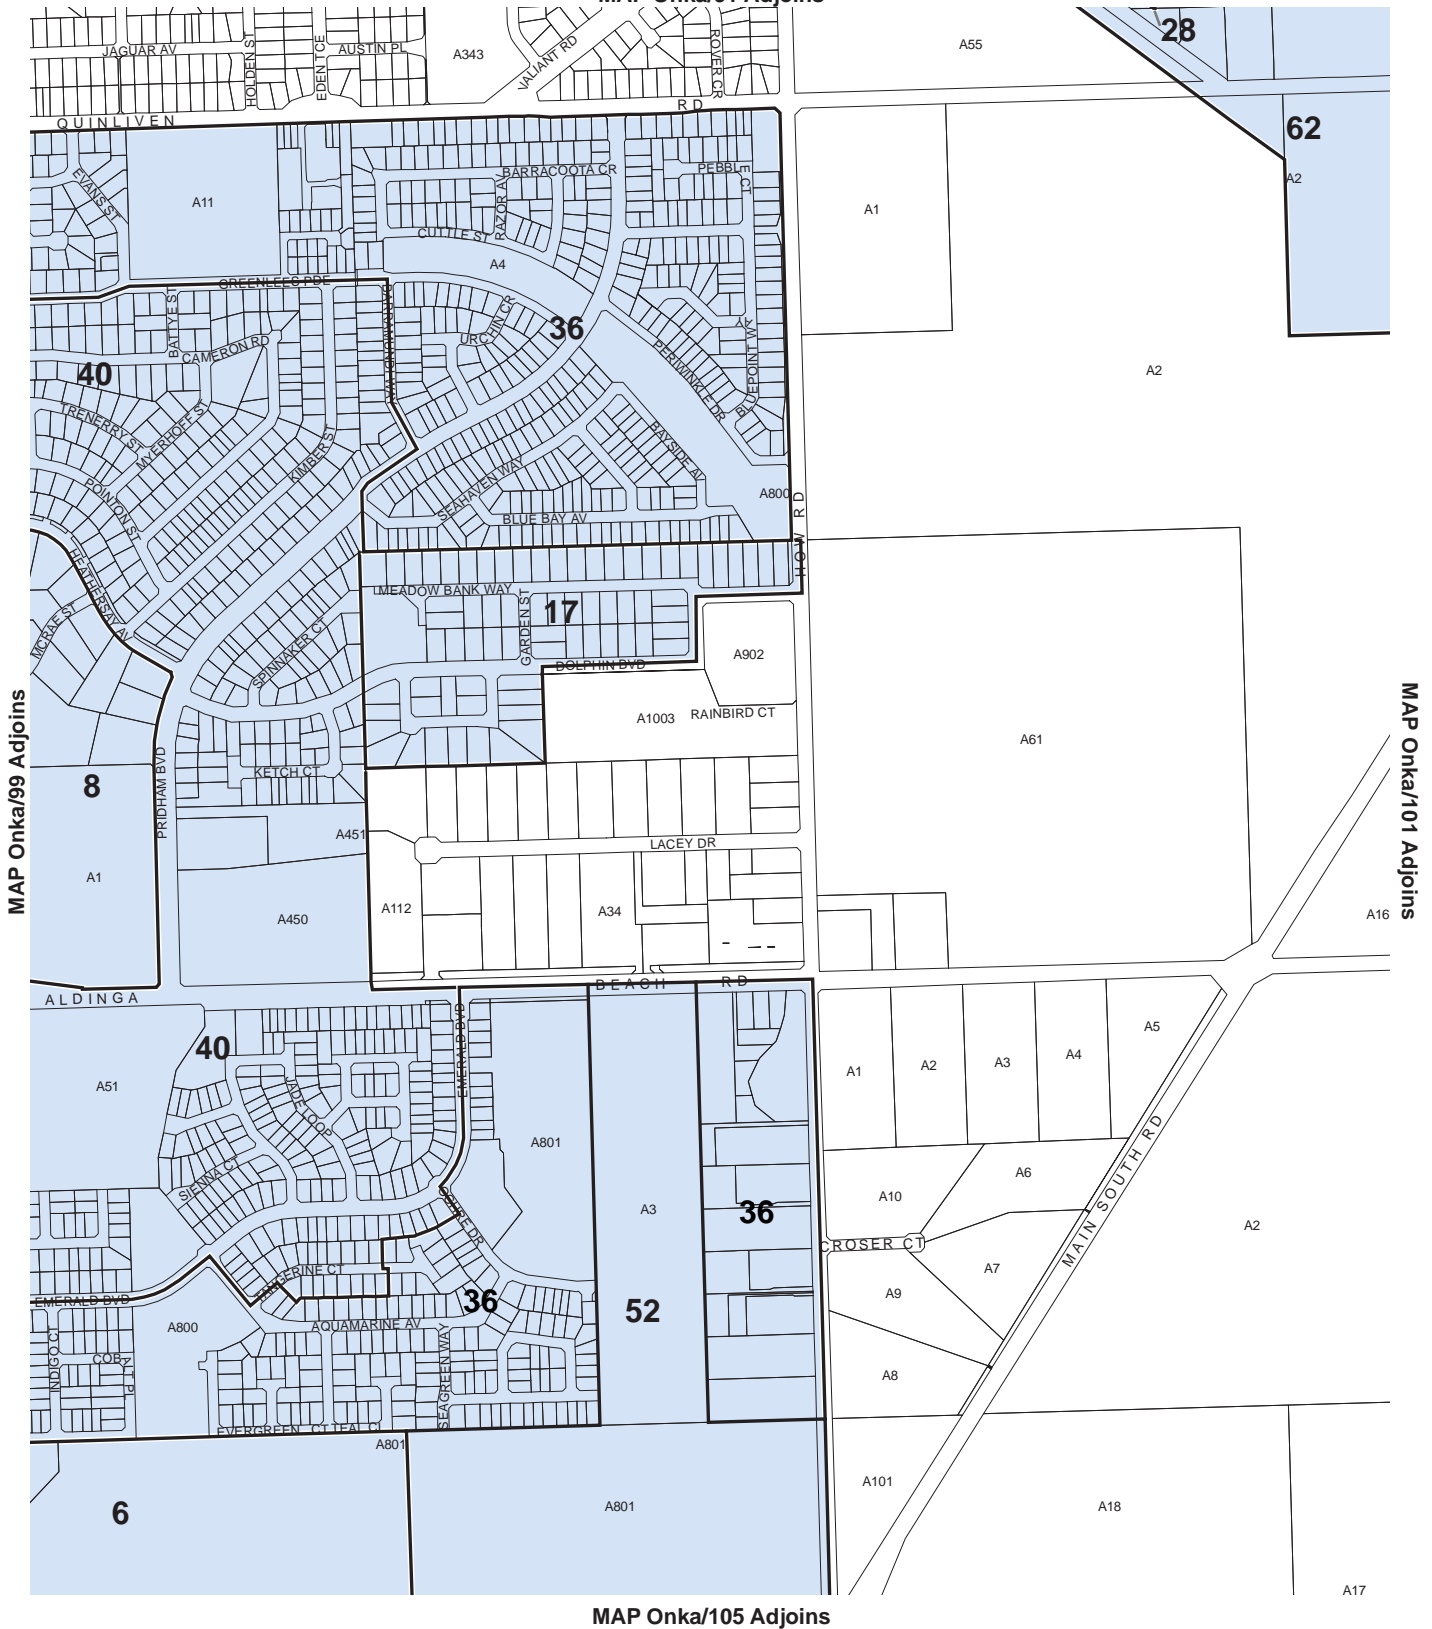 MAP Onka/91 Adjoins
JAGUAR AV
HOLDEN ST
EDEN TCE
AUSTIN PL
A343
VALIANT RD
ROVER CR
A55
28
QUINLIVEN
RD
62
EVANS ST
A11
BARRACOOTA CR
RAZOR AV
PEBBLE CT
A1
A2
CUTTLE ST
A4
GREENLEES PDE
BATTYE ST
CAMERON RD
40
URCHIN CR
36
PERIWINKLE DR
BLUEPOINT WY
A2
TRENERRY ST
MYERHOFF ST
KIMBER ST
POINTON ST
BAYSIDE AV
SEAHAVEN WAY
BLUE BAY AV
A800
HOW RD
HEATHERSAY AV
MCRAE ST
MEADOW BANK WAY
17
GARDEN ST
SPINNAKER CT
DOLPHIN BVD
A902
A1003
RAINBIRD CT
A61
MAP Onka/99 Adjoins
MAP Onka/101 Adjoins
PRIDHAM BVD
KETCH CT
8
A451
LACEY DR
A1
A450
A112
A34
A16
ALDINGA
BEACH
RD
EMERALD BVD
40
A51
JADE LOOP
SIENNA CT
A801
OCHRE DR
A3
36
A1
A2
A3
A4
A5
A6
A10
MAIN SOUTH RD
A2
CROSER CT
A7
A9
TANGERINE CT
36
52
EMERALD BVD
A800
AQUAMARINE AV
INDIGO CT
COBALT PL
SEAGREEN WAY
A8
EVERGREEN CT
TEAL CL
A801
6
A801
A101
A18
A17
MAP Onka/105 Adjoins